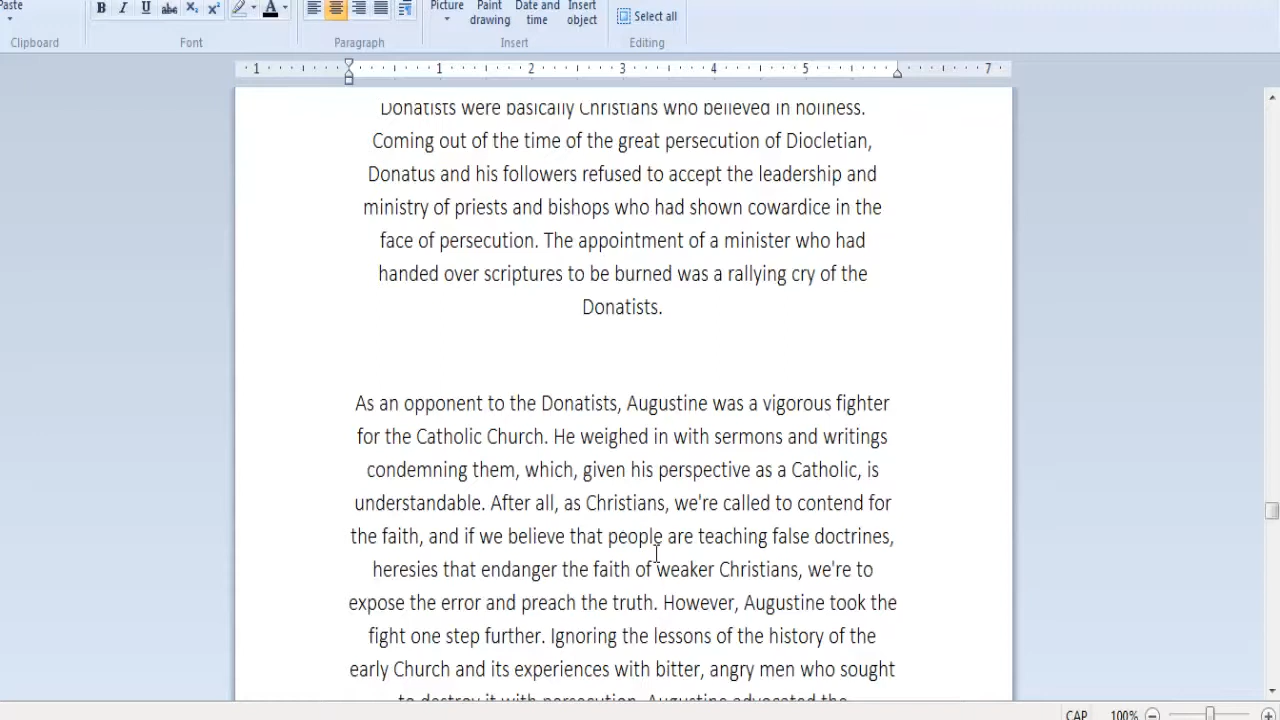 Paste
B I U abc X₂ X² A
Clipboard
Font
Paragraph
Picture
Paint drawing
Date and time
Insert object
Insert
Select all
Editing
1 1 2 3 4 5 7
Donatists were basically Christians who believed in holiness.
Coming out of the time of the great persecution of Diocletian,
Donatus and his followers refused to accept the leadership and
ministry of priests and bishops who had shown cowardice in the
face of persecution. The appointment of a minister who had
handed over scriptures to be burned was a rallying cry of the
Donatists.
As an opponent to the Donatists, Augustine was a vigorous fighter
for the Catholic Church. He weighed in with sermons and writings
condemning them, which, given his perspective as a Catholic, is
understandable. After all, as Christians, we're called to contend for
the faith, and if we believe that people are teaching false doctrines,
heresies that endanger the faith of weaker Christians, we're to
expose the error and preach the truth. However, Augustine took the
fight one step further. Ignoring the lessons of the history of the
early Church and its experiences with bitter, angry men who sought
to destroy it with persecution, Augustine advocated the
CAP 100%